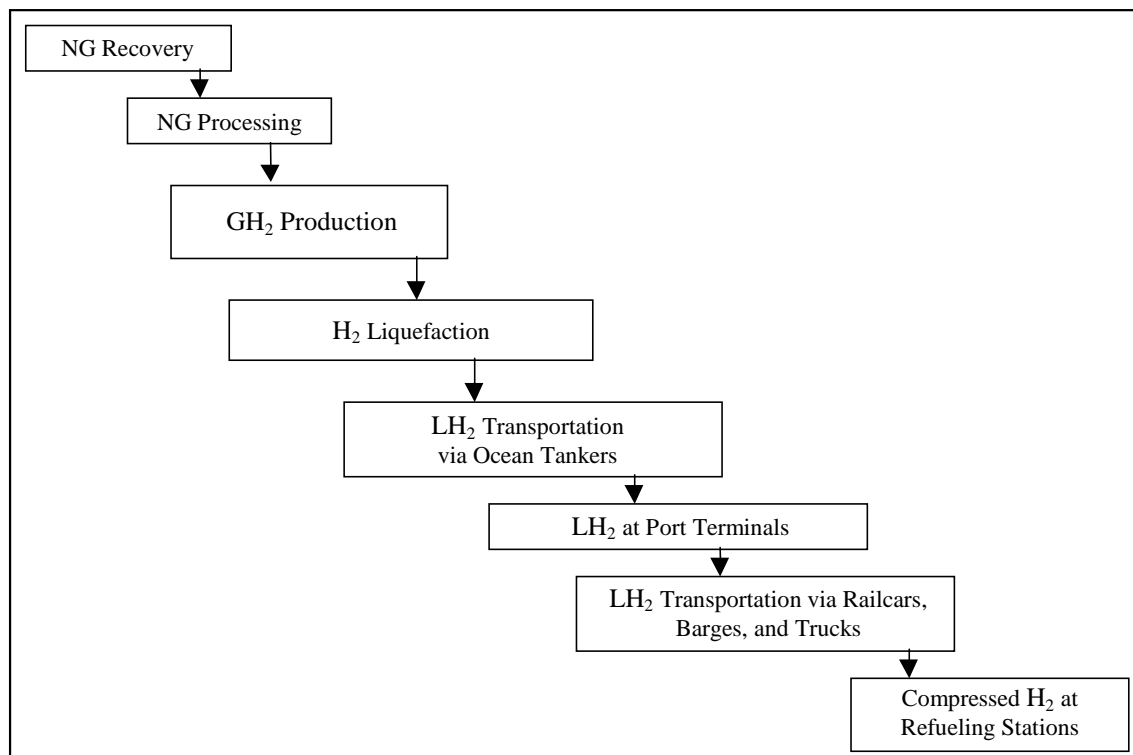 NG Recovery
NG Processing
GH₂ Production
H₂ Liquefaction
LH₂ Transportation
via Ocean Tankers
LH₂ at Port Terminals
LH₂ Transportation via Railcars,
Barges, and Trucks
Compressed H₂ at
Refueling Stations